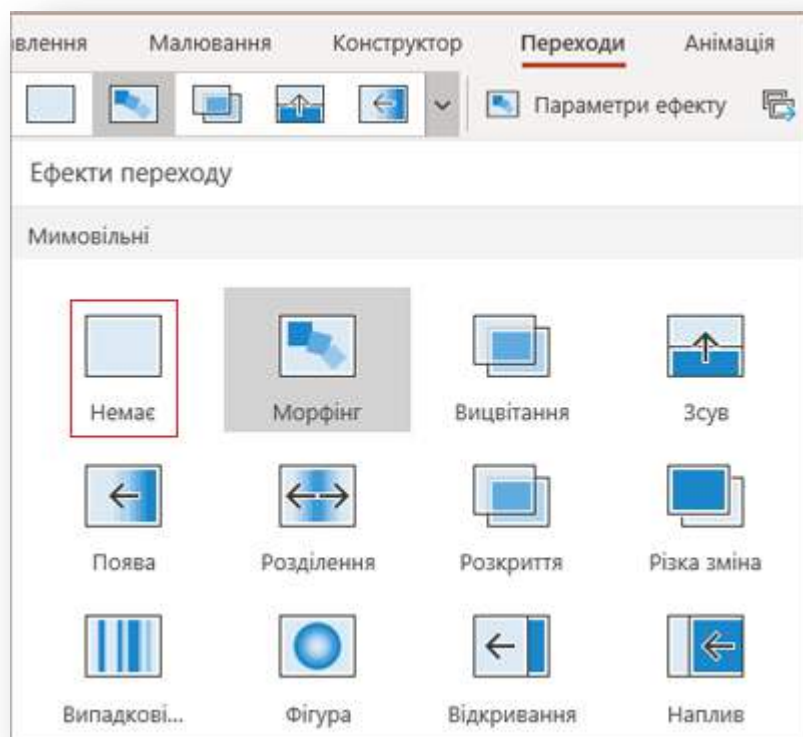 влення Малювання Конструктор Переходи Анімація
Параметри ефекту
Ефекти переходу
Мимовільні
Немає Морфінг Вицвітання Зсув
Поява Розділення Розкриття Різка зміна
Випадкові... Фігура Відкривання Наплив